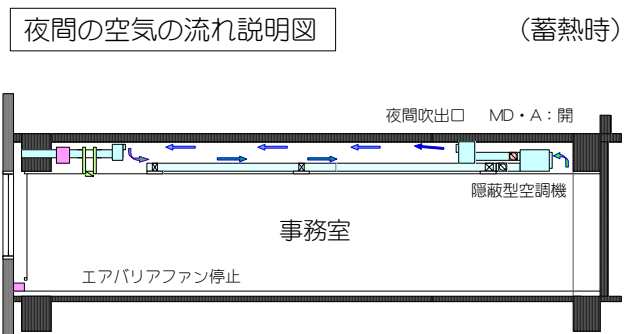 夜間の空気の流れ説明図
（蓄熱時）
夜間吹出口 MD・A：開
隠蔽型空調機
事務室
エアバリアファン停止